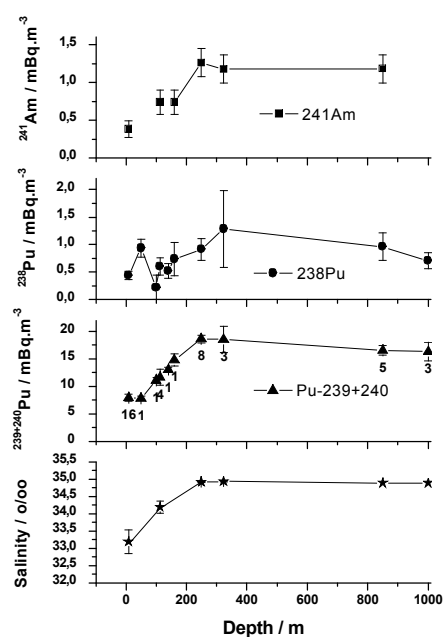 241Am / mBq.m-3
1,5
1,0
0,5
0,0
241Am
238Pu / mBq.m-3
2,0
1,5
1,0
0,5
0,0
238Pu
239+240Pu / mBq.m-3
20
15
10
5
0
16 1 1 4 1 1 8 3 5 3
Pu-239+240
Salinity / o/oo
35,5
35,0
34,5
34,0
33,5
33,0
32,5
32,0
0 200 400 600 800 1000
Depth / m